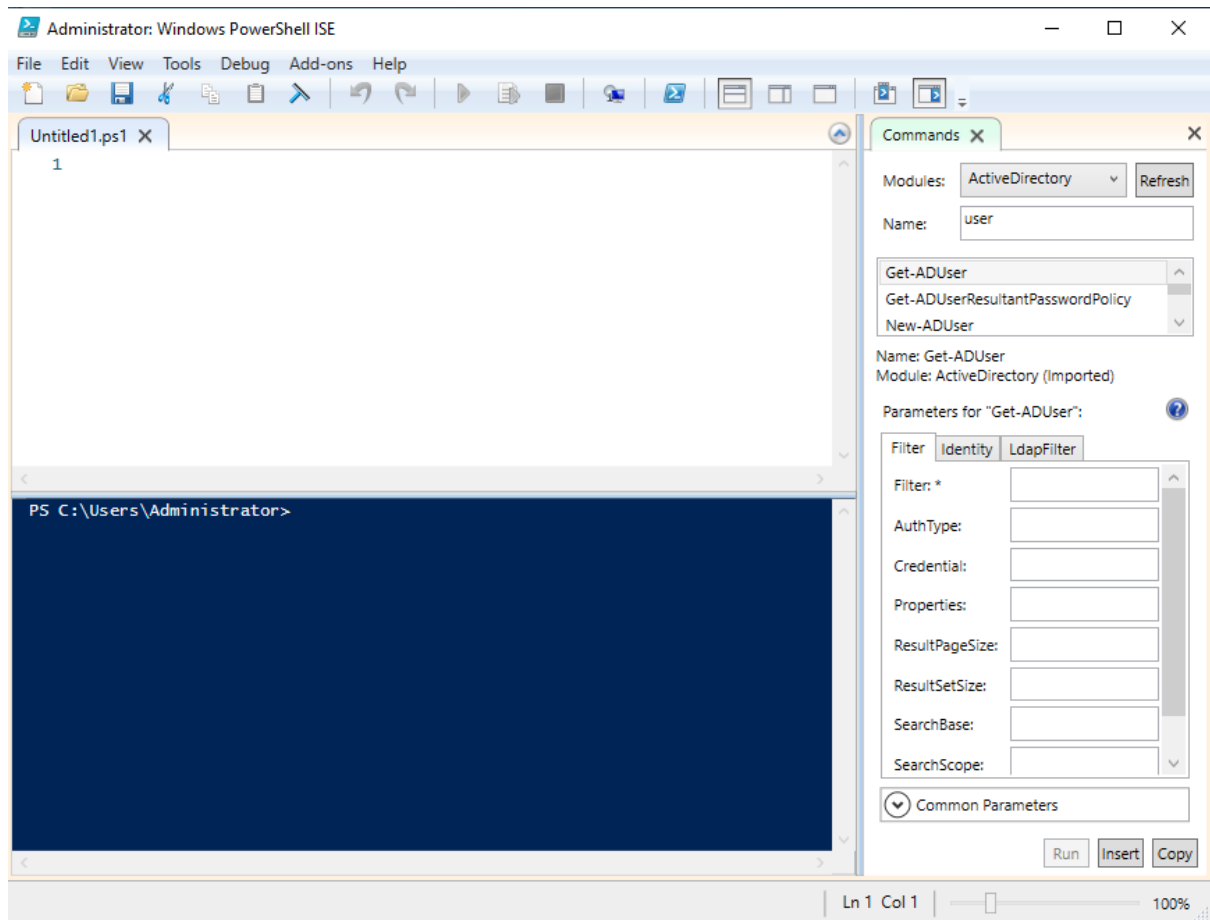 Administrator: Windows PowerShell ISE
File Edit View Tools Debug Add-ons Help
Untitled1.ps1
1
PS C:\Users\Administrator>
Commands
Modules: ActiveDirectory Refresh
Name: user
Get-ADUser
Get-ADUserResultantPasswordPolicy
New-ADUser
Name: Get-ADUser
Module: ActiveDirectory (Imported)
Parameters for "Get-ADUser":
Filter Identity LdapFilter
Filter: *
AuthType:
Credential:
Properties:
ResultPageSize:
ResultSetSize:
SearchBase:
SearchScope:
Common Parameters
Run Insert Copy
Ln 1 Col 1 100%